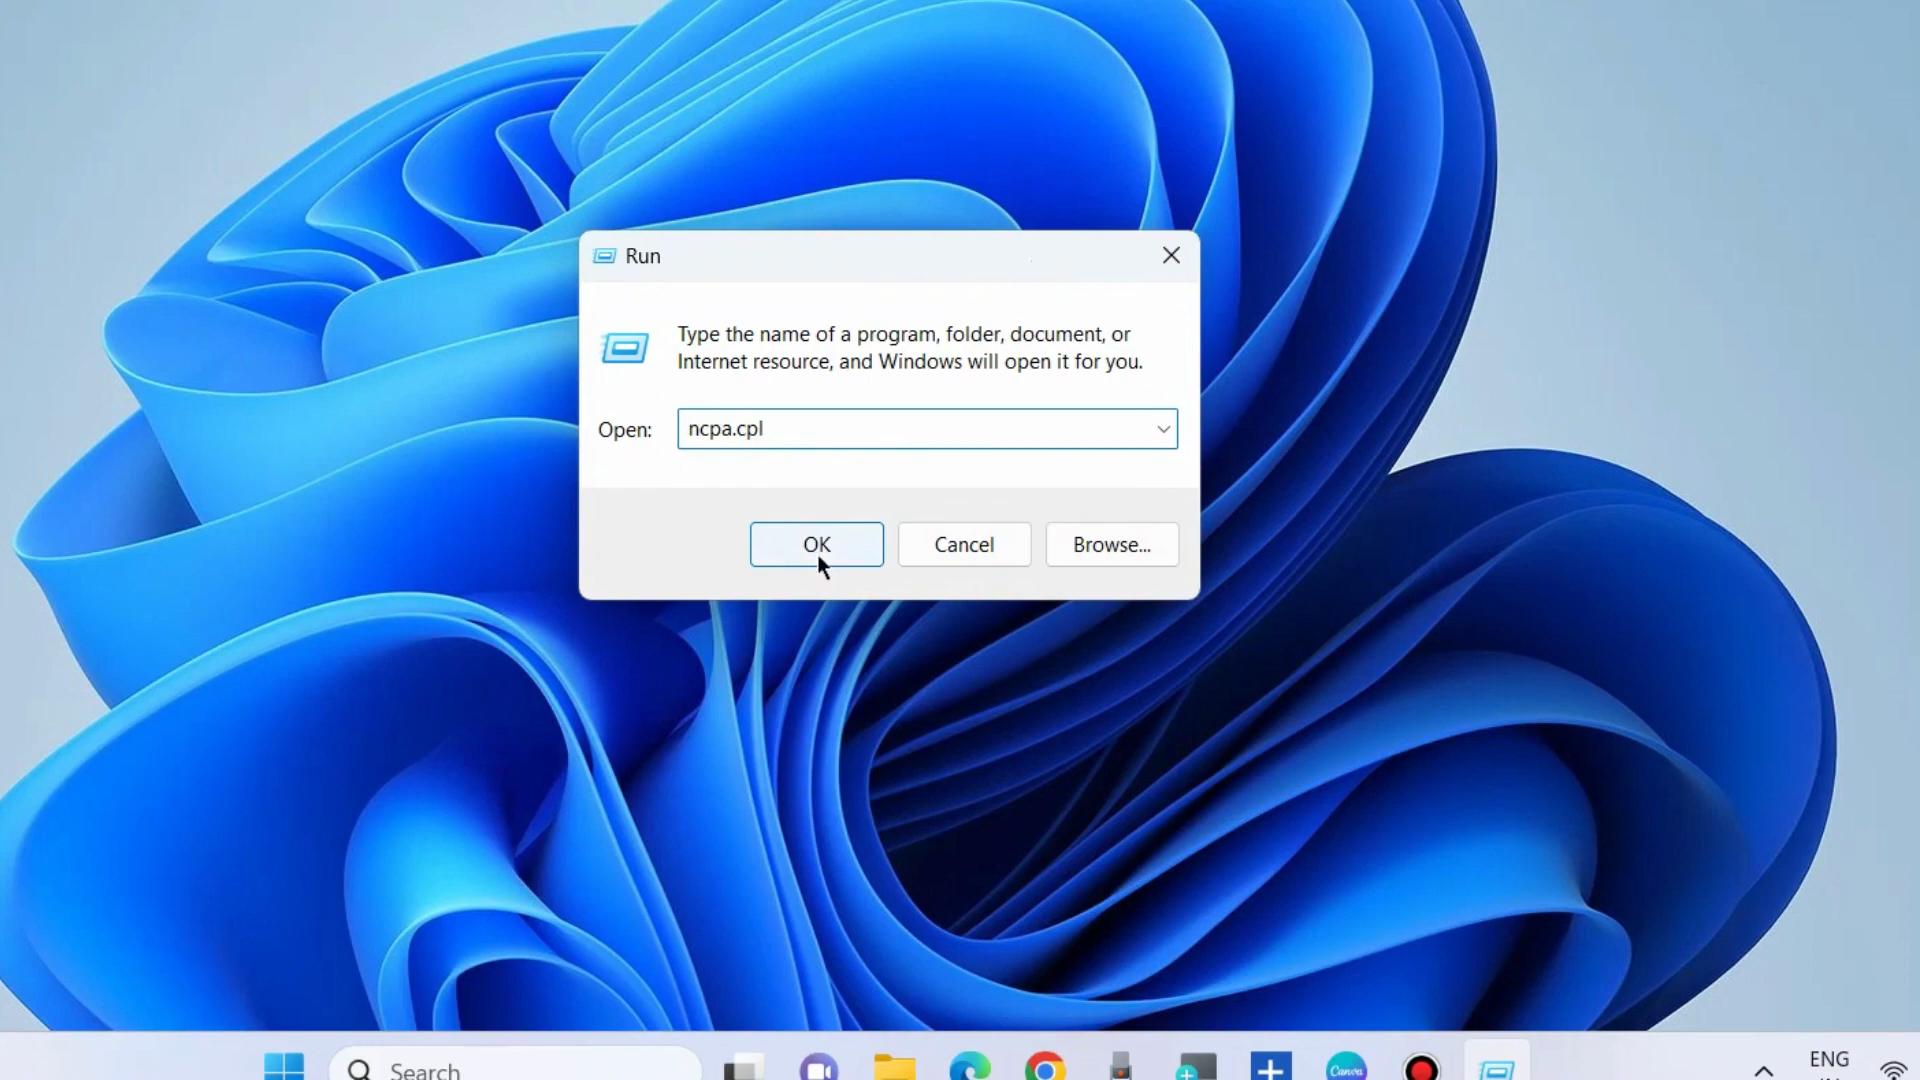 Run
Type the name of a program, folder, document, or
Internet resource, and Windows will open it for you.
Open: ncpa.cpl
OK Cancel Browse...
Search
Canva
ENG